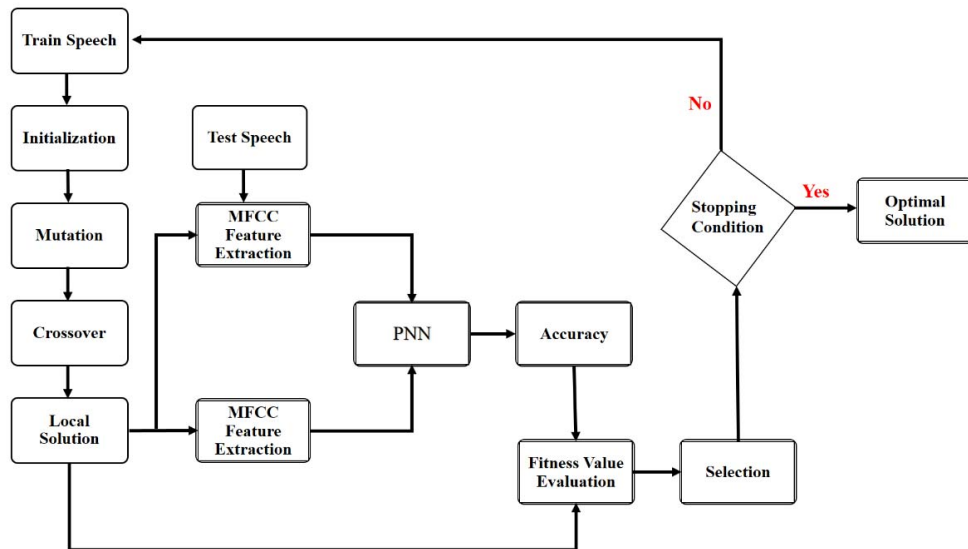 Train Speech
Initialization
Mutation
Crossover
Local
Solution
Test Speech
MFCC
Feature
Extraction
MFCC
Feature
Extraction
PNN
Accuracy
Fitness Value
Evaluation
Selection
Stopping
Condition
No
Yes
Optimal
Solution